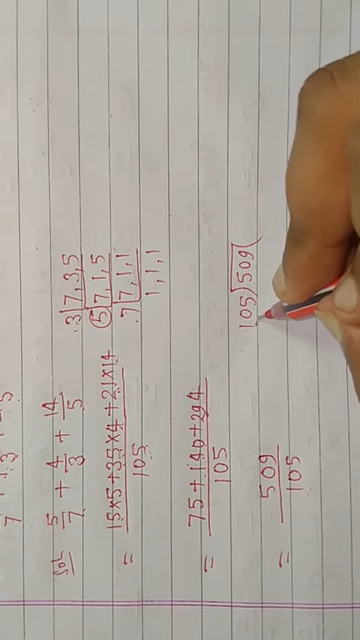 Sol 5/7 + 4/3 + 14/5
3 | 7, 3, 5
5 | 7, 1, 5
7 | 7, 1, 1
1, 1, 1
= 15×5+35×4+21×14 / 105
= 75+140+294 / 105
= 509 / 105
105) 509 (